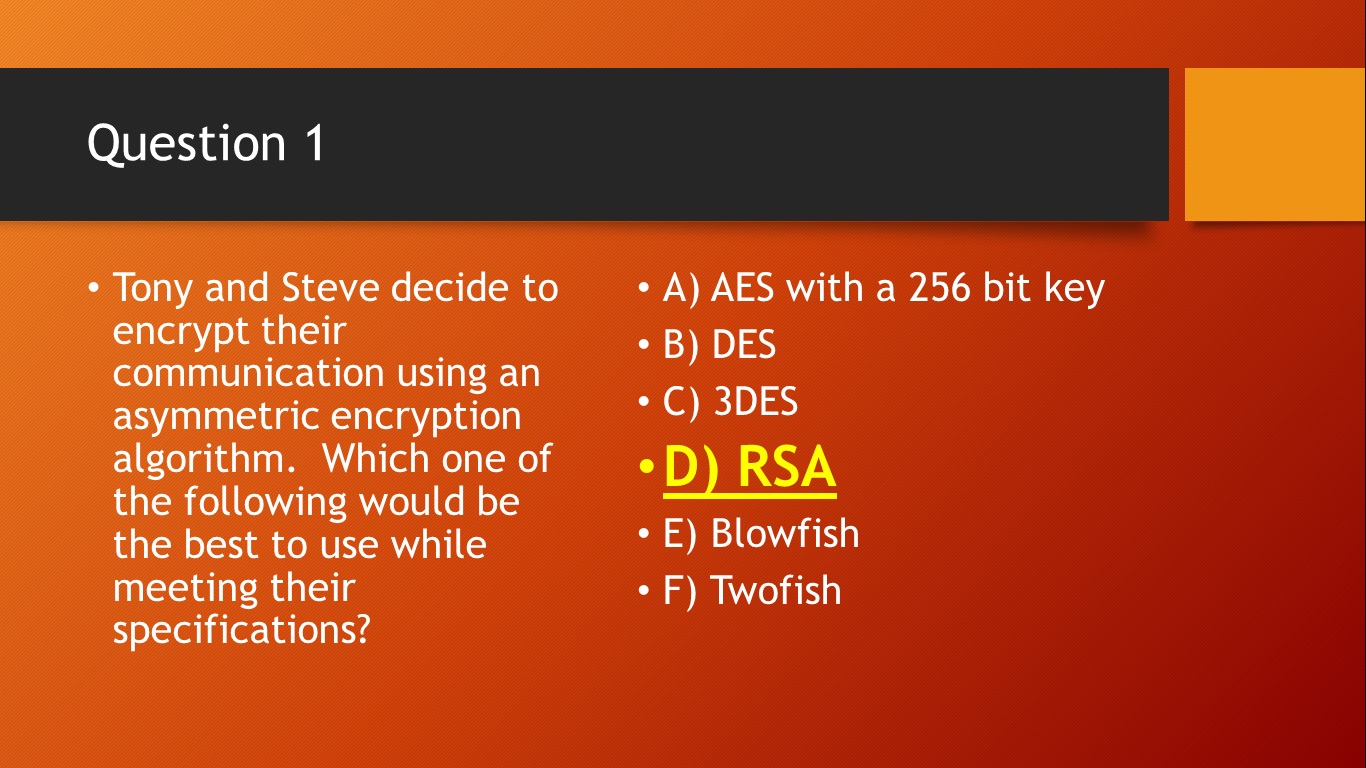 Question 1
• Tony and Steve decide to
encrypt their
communication using an
asymmetric encryption
algorithm.  Which one of
the following would be
the best to use while
meeting their
specifications?
• A) AES with a 256 bit key
• B) DES
• C) 3DES
• D) RSA
• E) Blowfish
• F) Twofish